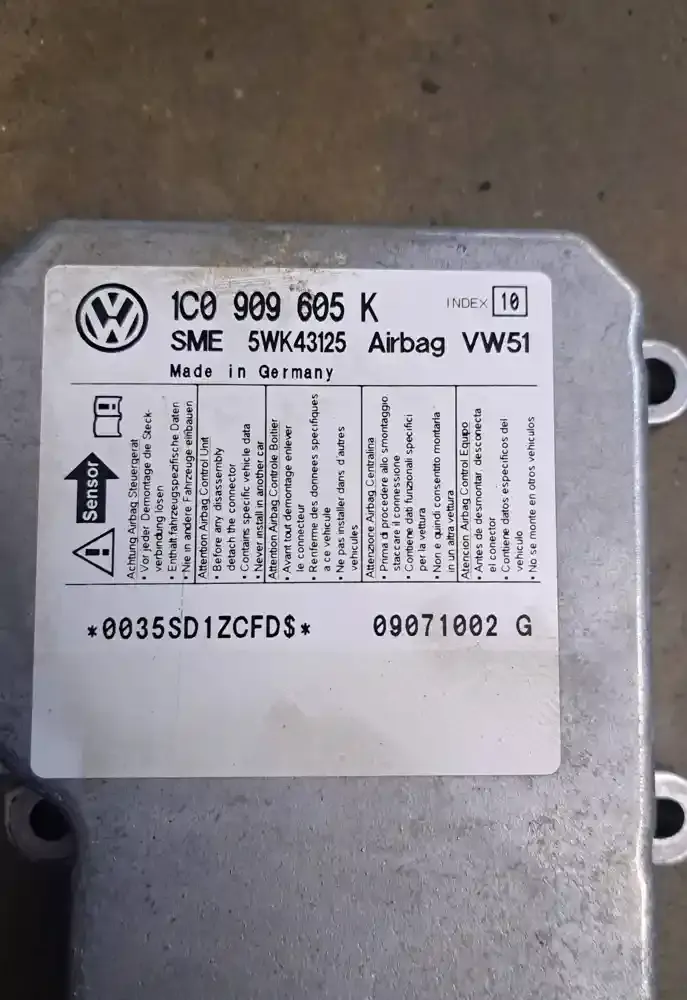 1C0 909 605 K
INDEX 10
SME 5WK43125 Airbag VW51
Made in Germany
Sensor
Achtung Airbag Steuergerät
• Vor jeder Demontage die Steck-
verbindung lösen
• Enthält fahrzeugspezifische Daten
• Nie in andere Fahrzeuge einbauen
Attention Airbag Control Unit
• Before any disassembly
detach the connector
• Contains specific vehicle data
• Never install in another car
Attention Airbag Controle Boitier
• Avant tout demontage enlever
le connecteur
• Renferme des donnees specifiques
a ce vehicule
• Ne pas installer dans d'autres
vehicules
Attenzione Airbag Centralina
• Prima di procedere allo smontaggio
staccare il connessione
• Contiene dati funzionali specifici
per la vettura
• Non e quindi consentito montarla
in un altra vettura
Atencion Airbag Control Equipo
• Antes de desmontar, desconecta
el conector
• Contiene datos especificos del
vehiculo
• No se monte en otros vehiculos
*0035SD1ZCFD$*
09071002 G